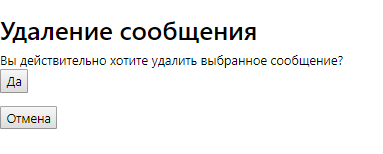 Удаление сообщения
Вы действительно хотите удалить выбранное сообщение?
Да
Отмена